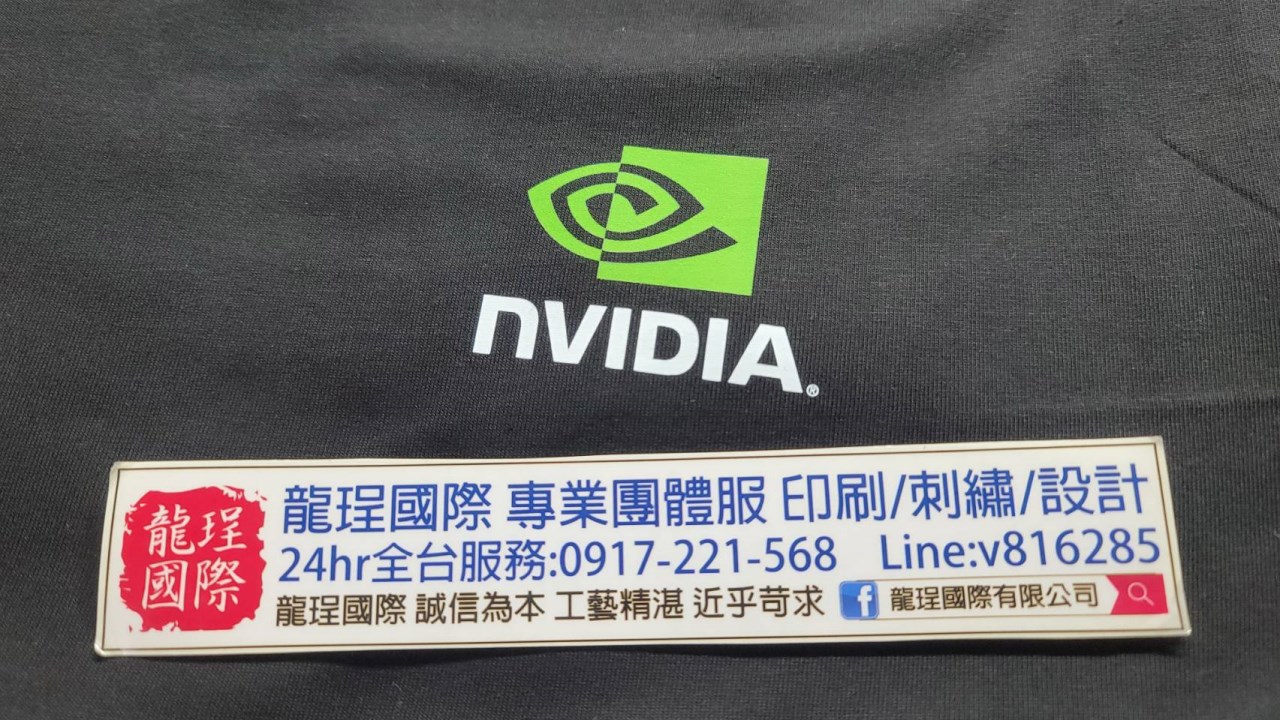 NVIDIA®
龍珵
國際
龍珵國際 專業團體服 印刷/刺繡/設計
24hr全台服務:0917-221-568 Line:v816285
龍珵國際 誠信為本 工藝精湛 近乎苛求 f 龍珵國際有限公司